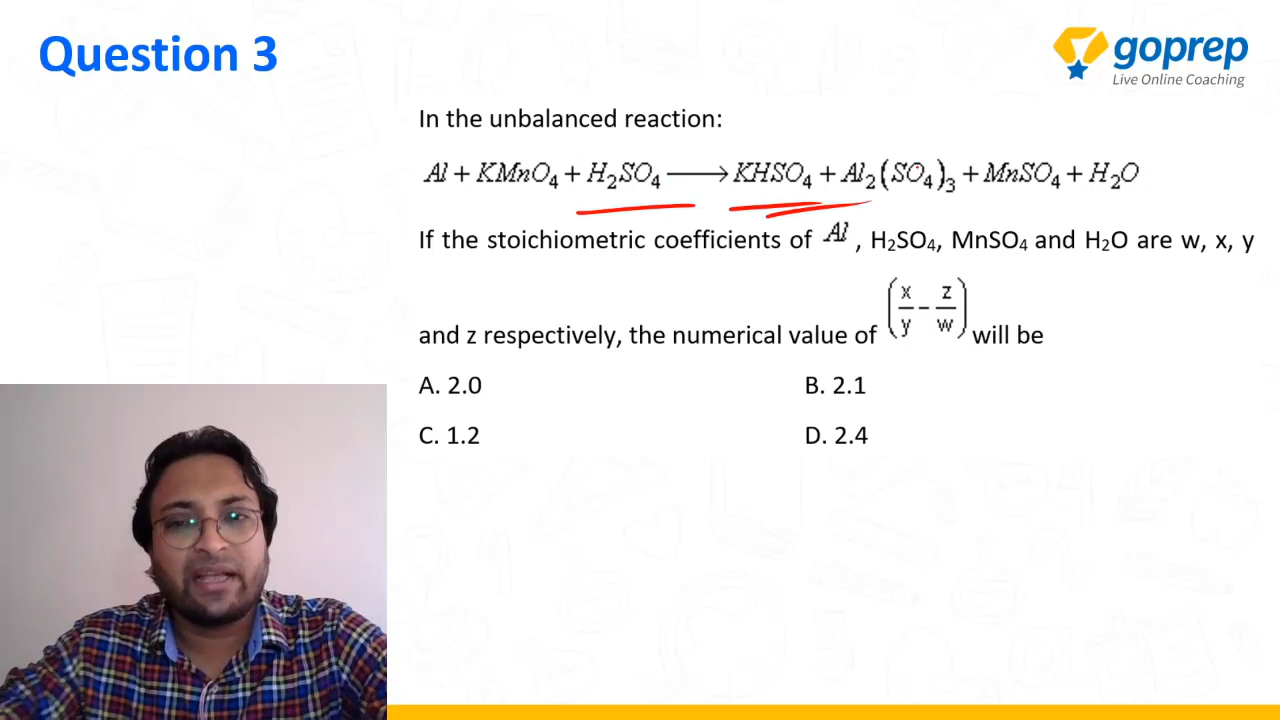 Question 3
goprep
Live Online Coaching
In the unbalanced reaction:
Al + KMnO₄ + H₂SO₄ ⟶ KHSO₄ + Al₂(SO₄)₃ + MnSO₄ + H₂O
If the stoichiometric coefficients of Al, H₂SO₄, MnSO₄ and H₂O are w, x, y
and z respectively, the numerical value of (x/y − z/w) will be
A. 2.0 B. 2.1
C. 1.2 D. 2.4